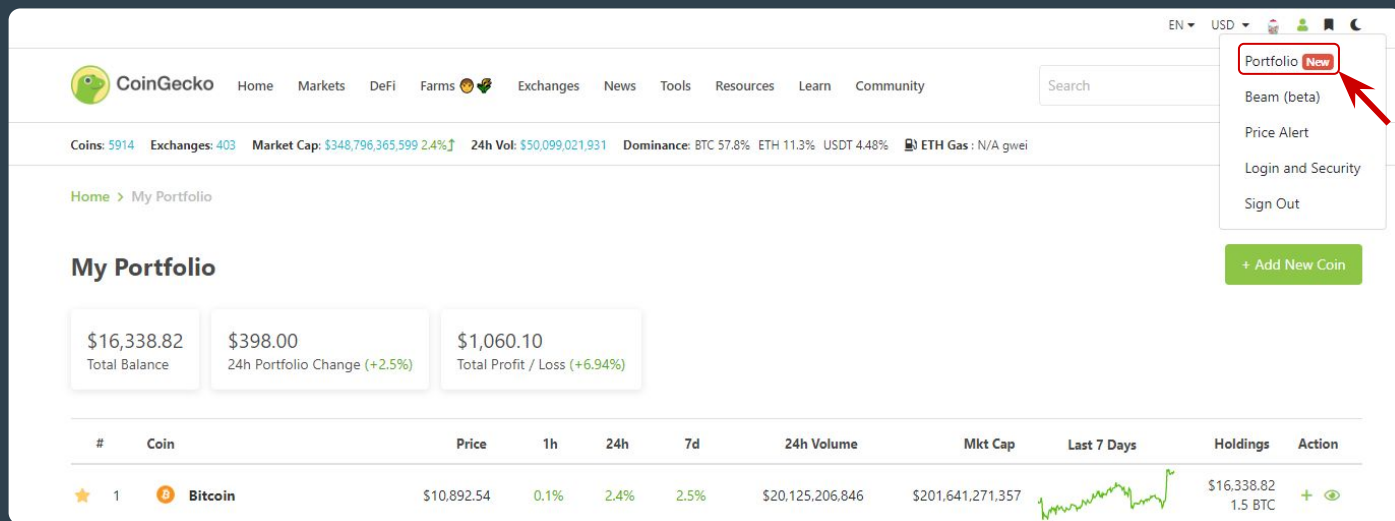 EN USD
Portfolio New
Beam (beta)
Price Alert
Login and Security
Sign Out
CoinGecko Home Markets DeFi Farms Exchanges News Tools Resources Learn Community Search
Coins: 5914 Exchanges: 403 Market Cap: $348,796,365,599 2.4% 24h Vol: $50,099,021,931 Dominance: BTC 57.8% ETH 11.3% USDT 4.48% ETH Gas : N/A gwei
Home > My Portfolio
My Portfolio
+ Add New Coin
$16,338.82 $398.00 $1,060.10
Total Balance 24h Portfolio Change (+2.5%) Total Profit / Loss (+6.94%)
# Coin Price 1h 24h 7d 24h Volume Mkt Cap Last 7 Days Holdings Action
1 Bitcoin $10,892.54 0.1% 2.4% 2.5% $20,125,206,846 $201,641,271,357 $16,338.82
1.5 BTC